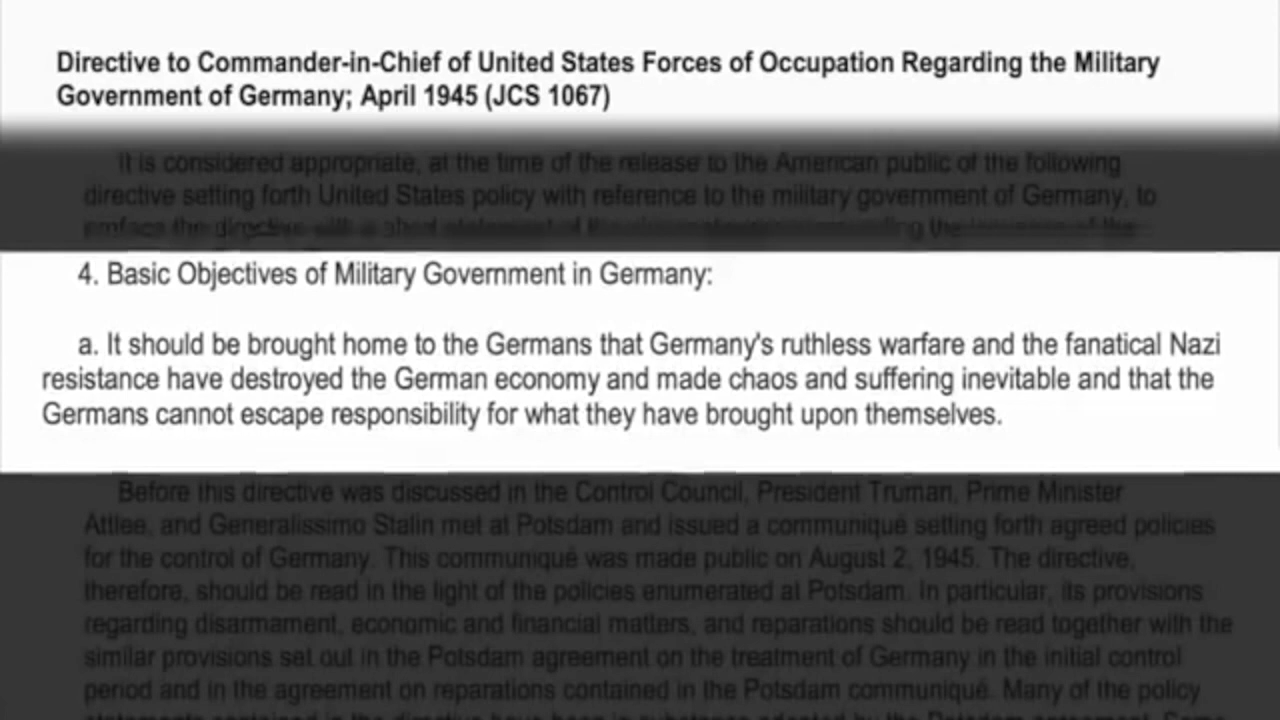 Directive to Commander-in-Chief of United States Forces of Occupation Regarding the Military
Government of Germany; April 1945 (JCS 1067)
It is considered appropriate, at the time of the release to the American public of the following
directive setting forth United States policy with reference to the military government of Germany, to
preface the directive with a short statement of the
4. Basic Objectives of Military Government in Germany:
a. It should be brought home to the Germans that Germany's ruthless warfare and the fanatical Nazi
resistance have destroyed the German economy and made chaos and suffering inevitable and that the
Germans cannot escape responsibility for what they have brought upon themselves.
Before this directive was discussed in the Control Council, President Truman, Prime Minister
Attlee, and Generalissimo Stalin met at Potsdam and issued a communiqué setting forth agreed policies
for the control of Germany. This communiqué was made public on August 2, 1945. The directive,
therefore, should be read in the light of the policies enumerated at Potsdam. In particular, its provisions
regarding disarmament, economic and financial matters, and reparations should be read together with the
similar provisions set out in the Potsdam agreement on the treatment of Germany in the initial control
period and in the agreement on reparations contained in the Potsdam communiqué. Many of the policy